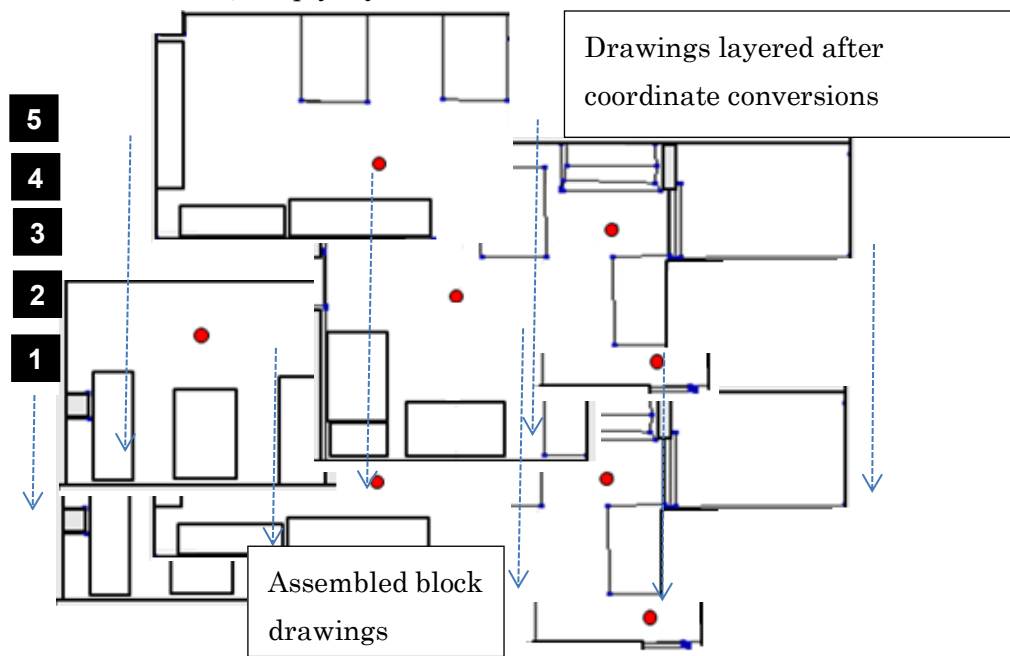 Drawings layered after
coordinate conversions
5
4
3
2
1
Assembled block
drawings